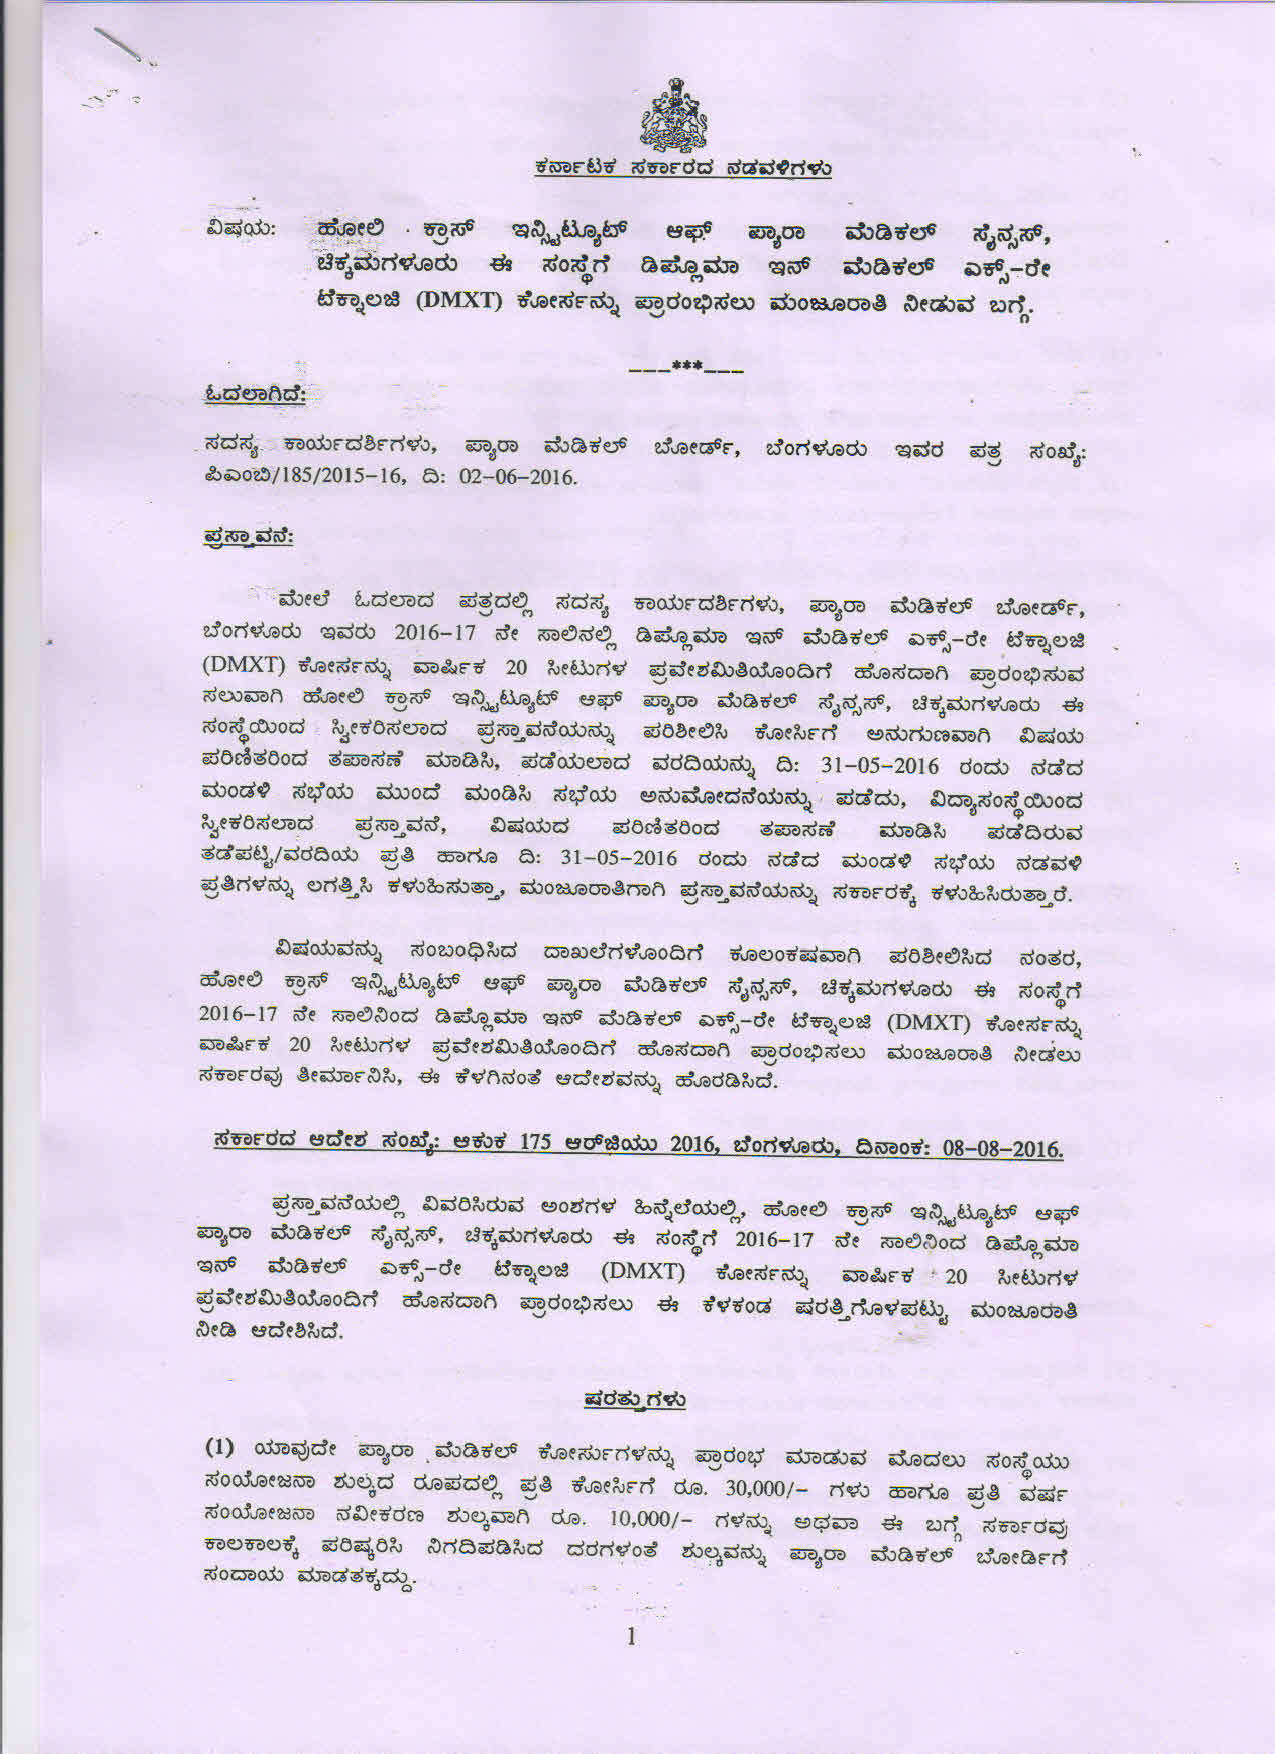 ಕರ್ನಾಟಕ ಸರ್ಕಾರದ ನಡವಳಿಗಳು
ವಿಷಯ: ಹೋಲಿ ಕ್ರಾಸ್ ಇನ್ಸ್ಟಿಟ್ಯೂಟ್ ಆಫ್ ಪ್ಯಾರಾ ಮೆಡಿಕಲ್ ಸೈನ್ಸಸ್,
ಚಿಕ್ಕಮಗಳೂರು ಈ ಸಂಸ್ಥೆಗೆ ಡಿಪ್ಲೊಮಾ ಇನ್ ಮೆಡಿಕಲ್ ಎಕ್ಸ್-ರೇ
ಟೆಕ್ನಾಲಜಿ (DMXT) ಕೋರ್ಸನ್ನು ಪ್ರಾರಂಭಿಸಲು ಮಂಜೂರಾತಿ ನೀಡುವ ಬಗ್ಗೆ.
___***___
ಓದಲಾಗಿದೆ:
ಸದಸ್ಯ ಕಾರ್ಯದರ್ಶಿಗಳು, ಪ್ಯಾರಾ ಮೆಡಿಕಲ್ ಬೋರ್ಡ್, ಬೆಂಗಳೂರು ಇವರ ಪತ್ರ ಸಂಖ್ಯೆ:
ಪಿಎಂಬಿ/185/2015-16, ದಿ: 02-06-2016.
ಪ್ರಸ್ತಾವನೆ:
ಮೇಲೆ ಓದಲಾದ ಪತ್ರದಲ್ಲಿ ಸದಸ್ಯ ಕಾರ್ಯದರ್ಶಿಗಳು, ಪ್ಯಾರಾ ಮೆಡಿಕಲ್ ಬೋರ್ಡ್,
ಬೆಂಗಳೂರು ಇವರು 2016-17 ನೇ ಸಾಲಿನಲ್ಲಿ ಡಿಪ್ಲೊಮಾ ಇನ್ ಮೆಡಿಕಲ್ ಎಕ್ಸ್-ರೇ ಟೆಕ್ನಾಲಜಿ
(DMXT) ಕೋರ್ಸನ್ನು ವಾರ್ಷಿಕ 20 ಸೀಟುಗಳ ಪ್ರವೇಶಮಿತಿಯೊಂದಿಗೆ ಹೊಸದಾಗಿ ಪ್ರಾರಂಭಿಸುವ
ಸಲುವಾಗಿ ಹೋಲಿ ಕ್ರಾಸ್ ಇನ್ಸ್ಟಿಟ್ಯೂಟ್ ಆಫ್ ಪ್ಯಾರಾ ಮೆಡಿಕಲ್ ಸೈನ್ಸಸ್, ಚಿಕ್ಕಮಗಳೂರು ಈ
ಸಂಸ್ಥೆಯಿಂದ ಸ್ವೀಕರಿಸಲಾದ ಪ್ರಸ್ತಾವನೆಯನ್ನು ಪರಿಶೀಲಿಸಿ ಕೋರ್ಸಿಗೆ ಅನುಗುಣವಾಗಿ ವಿಷಯ
ಪರಿಣಿತರಿಂದ ತಪಾಸಣೆ ಮಾಡಿಸಿ, ಪಡೆಯಲಾದ ವರದಿಯನ್ನು ದಿ: 31-05-2016 ರಂದು ನಡೆದ
ಮಂಡಳಿ ಸಭೆಯ ಮುಂದೆ ಮಂಡಿಸಿ ಸಭೆಯ ಅನುಮೋದನೆಯನ್ನು ಪಡೆದು, ವಿದ್ಯಾಸಂಸ್ಥೆಯಿಂದ
ಸ್ವೀಕರಿಸಲಾದ ಪ್ರಸ್ತಾವನೆ, ವಿಷಯದ ಪರಿಣಿತರಿಂದ ತಪಾಸಣೆ ಮಾಡಿಸಿ ಪಡೆದಿರುವ
ತಡೆಪಟ್ಟಿ/ವರದಿಯ ಪ್ರತಿ ಹಾಗೂ ದಿ: 31-05-2016 ರಂದು ನಡೆದ ಮಂಡಳಿ ಸಭೆಯ ನಡವಳಿ
ಪ್ರತಿಗಳನ್ನು ಲಗತ್ತಿಸಿ ಕಳುಹಿಸುತ್ತಾ, ಮಂಜೂರಾತಿಗಾಗಿ ಪ್ರಸ್ತಾವನೆಯನ್ನು ಸರ್ಕಾರಕ್ಕೆ ಕಳುಹಿಸಿರುತ್ತಾರೆ.
ವಿಷಯವನ್ನು ಸಂಬಂಧಿಸಿದ ದಾಖಲೆಗಳೊಂದಿಗೆ ಕೂಲಂಕಷವಾಗಿ ಪರಿಶೀಲಿಸಿದ ನಂತರ,
ಹೋಲಿ ಕ್ರಾಸ್ ಇನ್ಸ್ಟಿಟ್ಯೂಟ್ ಆಫ್ ಪ್ಯಾರಾ ಮೆಡಿಕಲ್ ಸೈನ್ಸಸ್, ಚಿಕ್ಕಮಗಳೂರು ಈ ಸಂಸ್ಥೆಗೆ
2016-17 ನೇ ಸಾಲಿನಿಂದ ಡಿಪ್ಲೊಮಾ ಇನ್ ಮೆಡಿಕಲ್ ಎಕ್ಸ್-ರೇ ಟೆಕ್ನಾಲಜಿ (DMXT) ಕೋರ್ಸನ್ನು
ವಾರ್ಷಿಕ 20 ಸೀಟುಗಳ ಪ್ರವೇಶಮಿತಿಯೊಂದಿಗೆ ಹೊಸದಾಗಿ ಪ್ರಾರಂಭಿಸಲು ಮಂಜೂರಾತಿ ನೀಡಲು
ಸರ್ಕಾರವು ತೀರ್ಮಾನಿಸಿ, ಈ ಕೆಳಗಿನಂತೆ ಆದೇಶವನ್ನು ಹೊರಡಿಸಿದೆ.
ಸರ್ಕಾರದ ಆದೇಶ ಸಂಖ್ಯೆ: ಆಕುಕ 175 ಆರ್‌ಜಿಯು 2016, ಬೆಂಗಳೂರು, ದಿನಾಂಕ: 08-08-2016.
ಪ್ರಸ್ತಾವನೆಯಲ್ಲಿ ವಿವರಿಸಿರುವ ಅಂಶಗಳ ಹಿನ್ನೆಲೆಯಲ್ಲಿ, ಹೋಲಿ ಕ್ರಾಸ್ ಇನ್ಸ್ಟಿಟ್ಯೂಟ್ ಆಫ್
ಪ್ಯಾರಾ ಮೆಡಿಕಲ್ ಸೈನ್ಸಸ್, ಚಿಕ್ಕಮಗಳೂರು ಈ ಸಂಸ್ಥೆಗೆ 2016-17 ನೇ ಸಾಲಿನಿಂದ ಡಿಪ್ಲೊಮಾ
ಇನ್ ಮೆಡಿಕಲ್ ಎಕ್ಸ್-ರೇ ಟೆಕ್ನಾಲಜಿ (DMXT) ಕೋರ್ಸನ್ನು ವಾರ್ಷಿಕ 20 ಸೀಟುಗಳ
ಪ್ರವೇಶಮಿತಿಯೊಂದಿಗೆ ಹೊಸದಾಗಿ ಪ್ರಾರಂಭಿಸಲು ಈ ಕೆಳಕಂಡ ಷರತ್ತಿಗೊಳಪಟ್ಟು ಮಂಜೂರಾತಿ
ನೀಡಿ ಆದೇಶಿಸಿದೆ.
ಷರತ್ತುಗಳು
(1) ಯಾವುದೇ ಪ್ಯಾರಾ ಮೆಡಿಕಲ್ ಕೋರ್ಸುಗಳನ್ನು ಪ್ರಾರಂಭ ಮಾಡುವ ಮೊದಲು ಸಂಸ್ಥೆಯು
ಸಂಯೋಜನಾ ಶುಲ್ಕದ ರೂಪದಲ್ಲಿ ಪ್ರತಿ ಕೋರ್ಸಿಗೆ ರೂ. 30,000/- ಗಳು ಹಾಗೂ ಪ್ರತಿ ವರ್ಷ
ಸಂಯೋಜನಾ ನವೀಕರಣ ಶುಲ್ಕವಾಗಿ ರೂ. 10,000/- ಗಳನ್ನು ಅಥವಾ ಈ ಬಗ್ಗೆ ಸರ್ಕಾರವು
ಕಾಲಕಾಲಕ್ಕೆ ಪರಿಷ್ಕರಿಸಿ ನಿಗದಿಪಡಿಸಿದ ದರಗಳಂತೆ ಶುಲ್ಕವನ್ನು ಪ್ಯಾರಾ ಮೆಡಿಕಲ್ ಬೋರ್ಡಿಗೆ
ಸಂದಾಯ ಮಾಡತಕ್ಕದ್ದು.
1